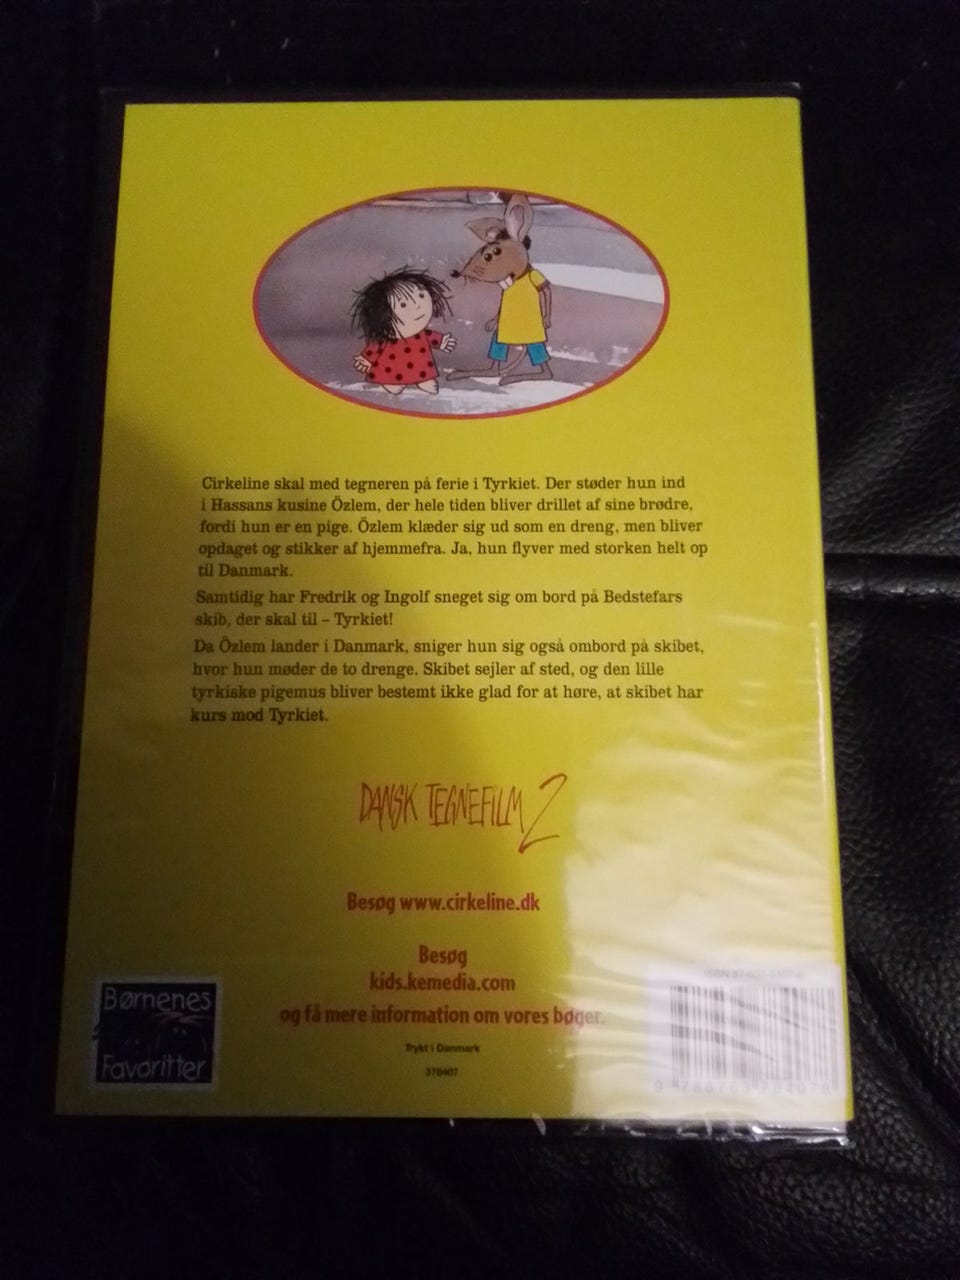 Cirkeline skal med tegneren på ferie i Tyrkiet. Der støder hun ind
i Hassans kusine Özlem, der hele tiden bliver drillet af sine brødre,
fordi hun er en pige. Özlem klæder sig ud som en dreng, men bliver
opdaget og stikker af hjemmefra. Ja, hun flyver med storken helt op
til Danmark.
Samtidig har Fredrik og Ingolf sneget sig om bord på Bedstefars
skib, der skal til – Tyrkiet!
Da Özlem lander i Danmark, sniger hun sig også ombord på skibet,
hvor hun møder de to drenge. Skibet sejler af sted, og den lille
tyrkiske pigemus bliver bestemt ikke glad for at høre, at skibet har
kurs mod Tyrkiet.
DANSK TEGNEFILM 2
Besøg www.cirkeline.dk
Besøg
kids.kemedia.com
og få mere information om vores bøger.
Trykt i Danmark
378407
Børnenes
Favoritter
ISBN